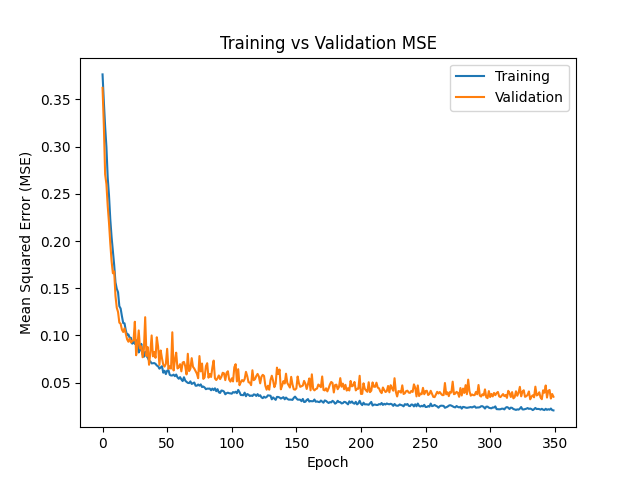 Training vs Validation MSE
Training
Validation
Mean Squared Error (MSE)
0.35
0.30
0.25
0.20
0.15
0.10
0.05
0 50 100 150 200 250 300 350
Epoch